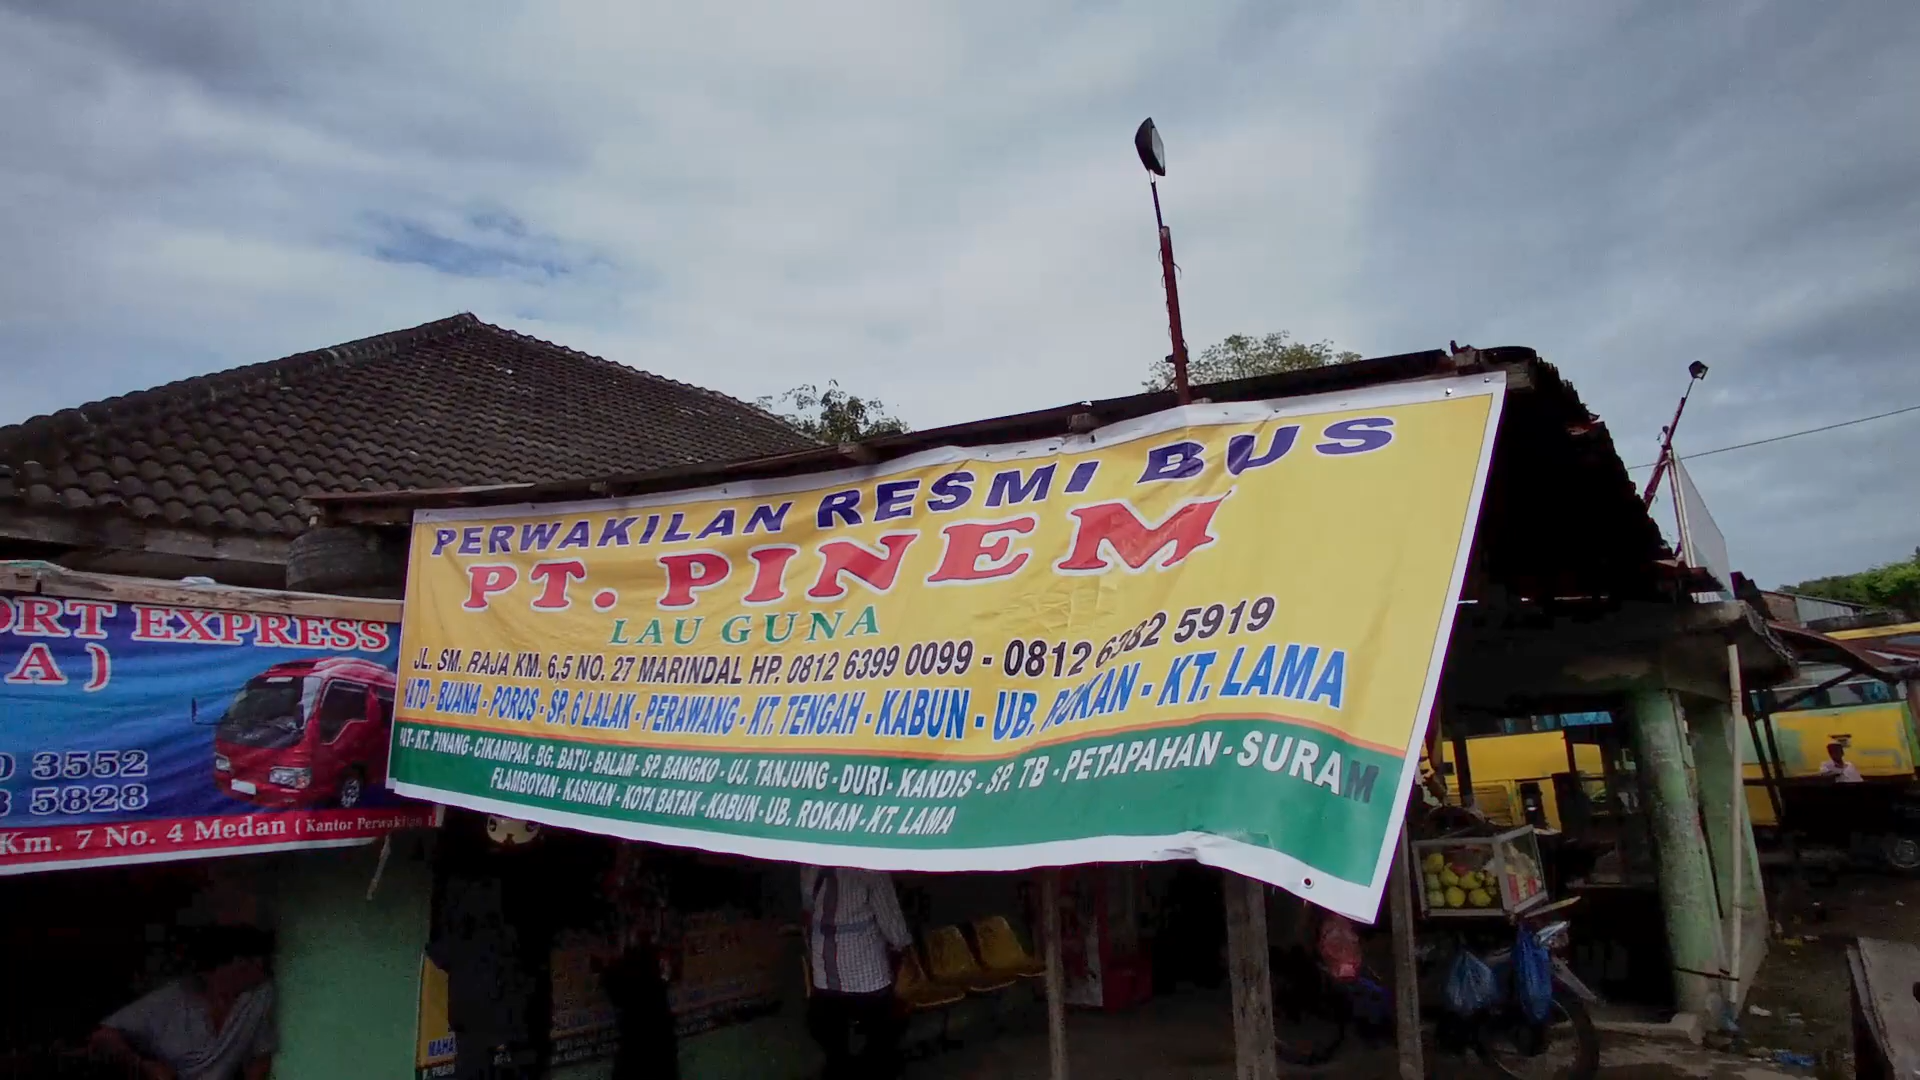 ORT EXPRESS
A )
3552
5828
Km. 7 No. 4 Medan ( Kantor
PERWAKILAN RESMI BUS
PT. PINEM
LAU GUNA
JL. SM. RAJA KM. 6,5 NO. 27 MARINDAL HP. 0812 6399 0099 - 0812 6382 5919
BUANA - POROS - SP. 6 LALAK - PERAWANG - KT. TENGAH - KABUN - UB. ROKAN - KT. LAMA
KT. PINANG - CIKAMPAK - BG. BATU - BALAM - SP. BANGKO - UJ. TANJUNG - DURI - KANDIS - SP. TB - PETAPAHAN - SURAM
FLAMBOYAN - KASIKAN - KOTA BATAK - KABUN - UB. ROKAN - KT. LAMA
MAHA